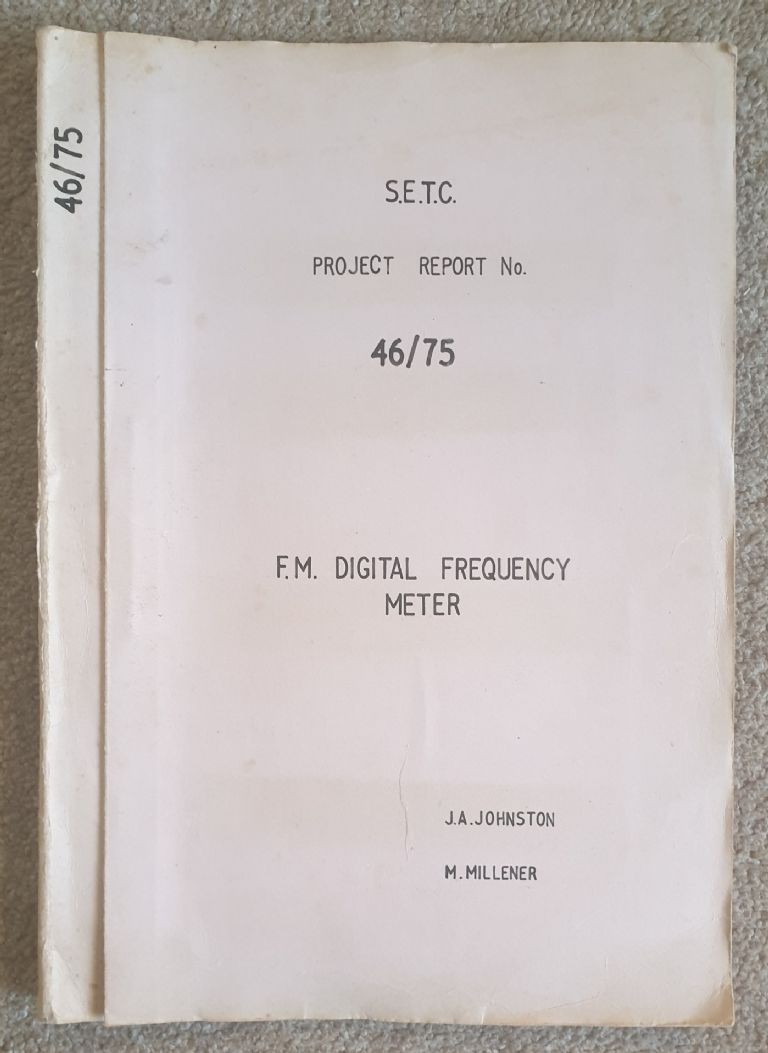 46/75
S.E.T.C.
PROJECT REPORT No.
46/75
F.M. DIGITAL FREQUENCY
METER
J.A.JOHNSTON
M.MILLENER